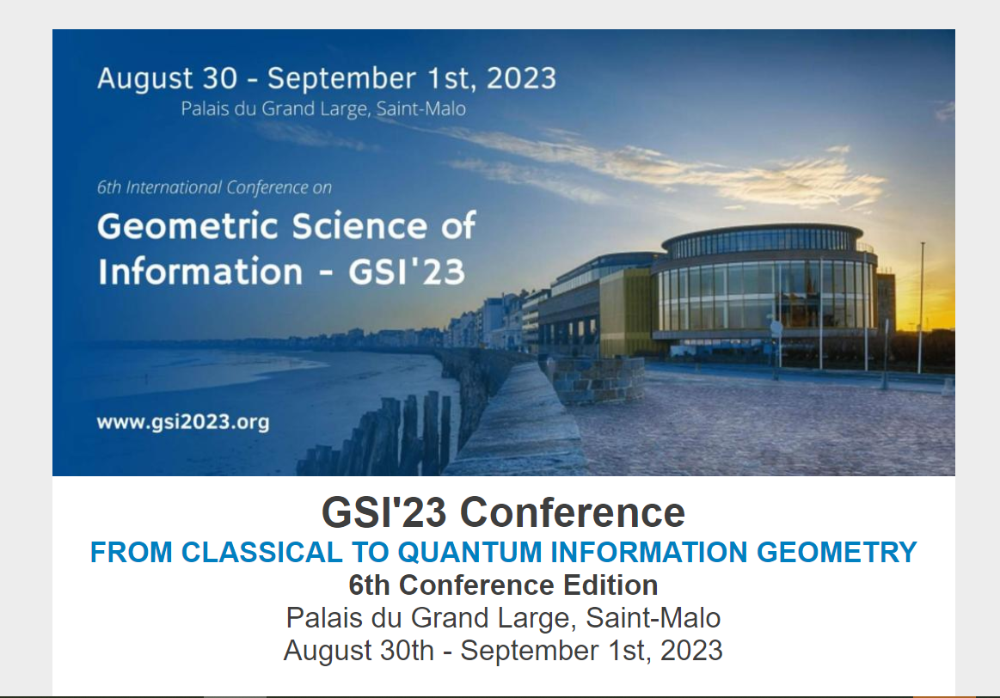 August 30 - September 1st, 2023
Palais du Grand Large, Saint-Malo
6th International Conference on
Geometric Science of
Information - GSI'23
www.gsi2023.org
GSI'23 Conference
FROM CLASSICAL TO QUANTUM INFORMATION GEOMETRY
6th Conference Edition
Palais du Grand Large, Saint-Malo
August 30th - September 1st, 2023